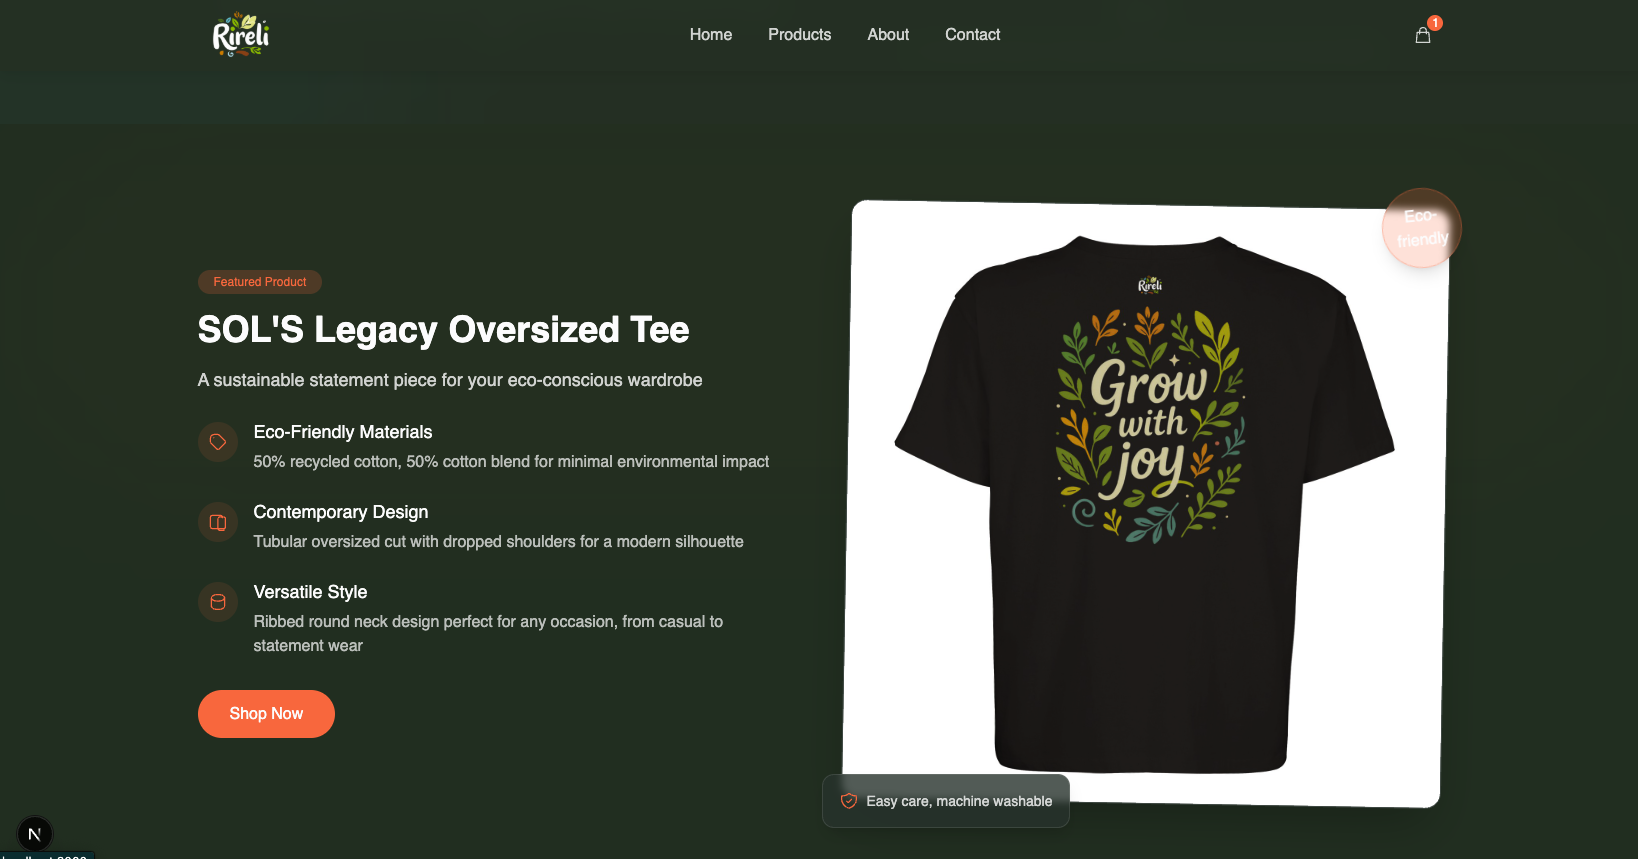 Rireli
Home
Products
About
Contact
1
Featured Product
SOL'S Legacy Oversized Tee
A sustainable statement piece for your eco-conscious wardrobe
Eco-Friendly Materials
50% recycled cotton, 50% cotton blend for minimal environmental impact
Contemporary Design
Tubular oversized cut with dropped shoulders for a modern silhouette
Versatile Style
Ribbed round neck design perfect for any occasion, from casual to
statement wear
Shop Now
Eco-
friendly
Rireli
Grow
with
joy
Easy care, machine washable
N